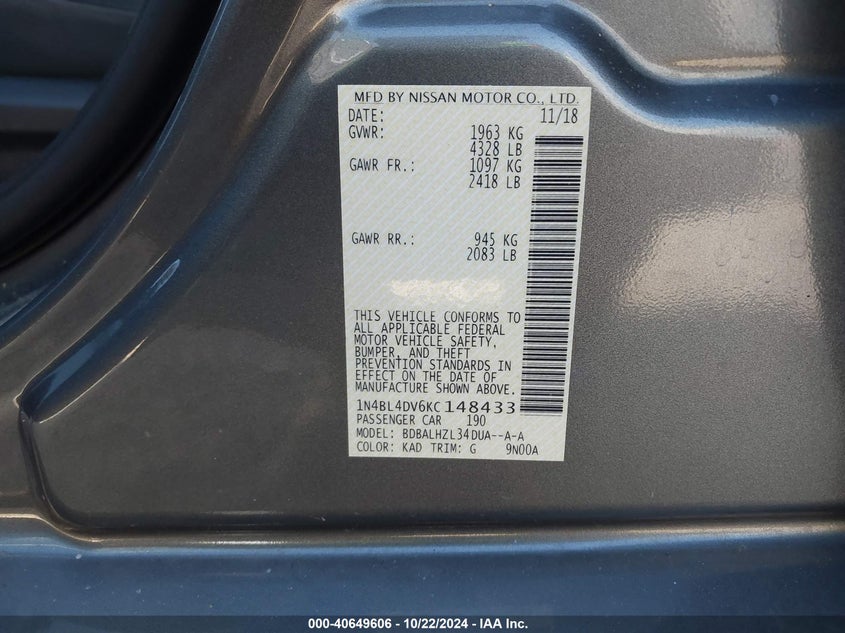 MFD BY NISSAN MOTOR CO., LTD.
DATE: 11/18
GVWR: 1963 KG
4328 LB
GAWR FR.: 1097 KG
2418 LB
GAWR RR.: 945 KG
2083 LB
THIS VEHICLE CONFORMS TO
ALL APPLICABLE FEDERAL
MOTOR VEHICLE SAFETY,
BUMPER, AND THEFT
PREVENTION STANDARDS IN
EFFECT ON THE DATE OF
MANUFACTURE SHOWN ABOVE.
1N4BL4DV6KC148433
PASSENGER CAR 190
MODEL: BDBALHZL34DUA--A-A
COLOR: KAD TRIM: G 9N00A
000-40649606 - 10/22/2024 - IAA Inc.